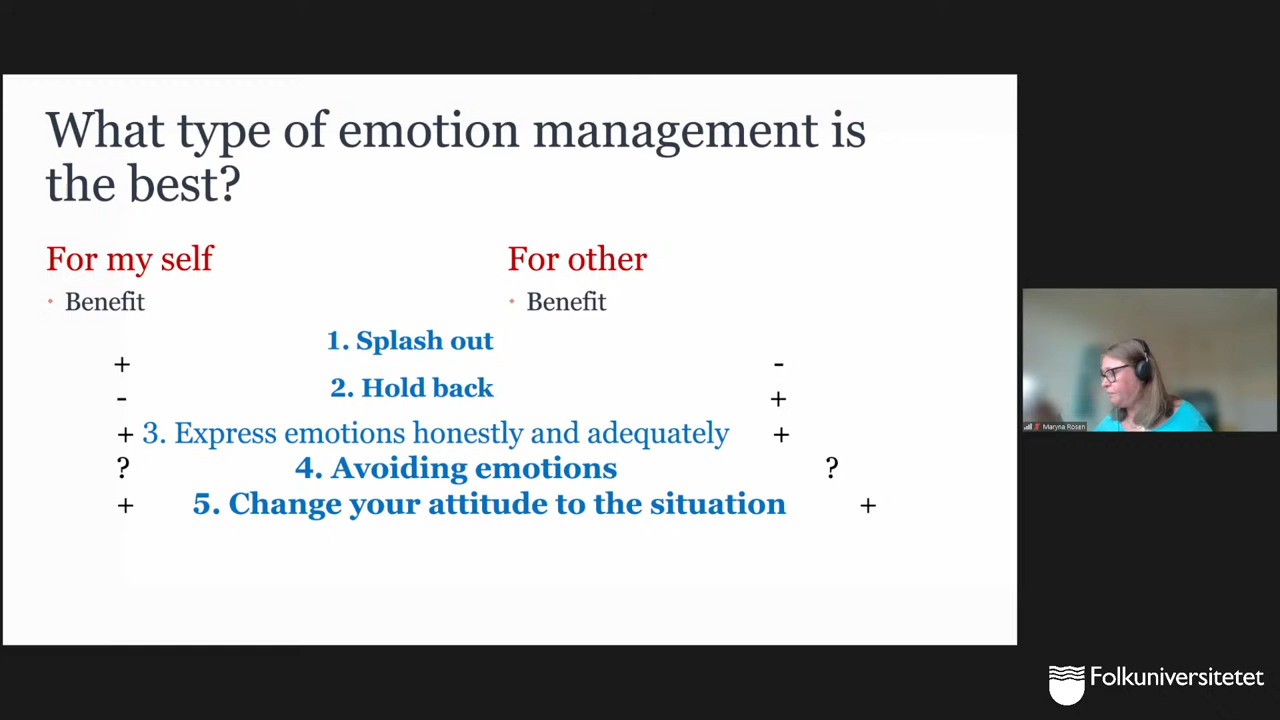 What type of emotion management is
the best?
For my self
For other
• Benefit
• Benefit
1. Splash out
+
-
2. Hold back
-
+
+ 3. Express emotions honestly and adequately +
? 4. Avoiding emotions ?
+ 5. Change your attitude to the situation +
Maryna Rosen
Folkuniversitetet